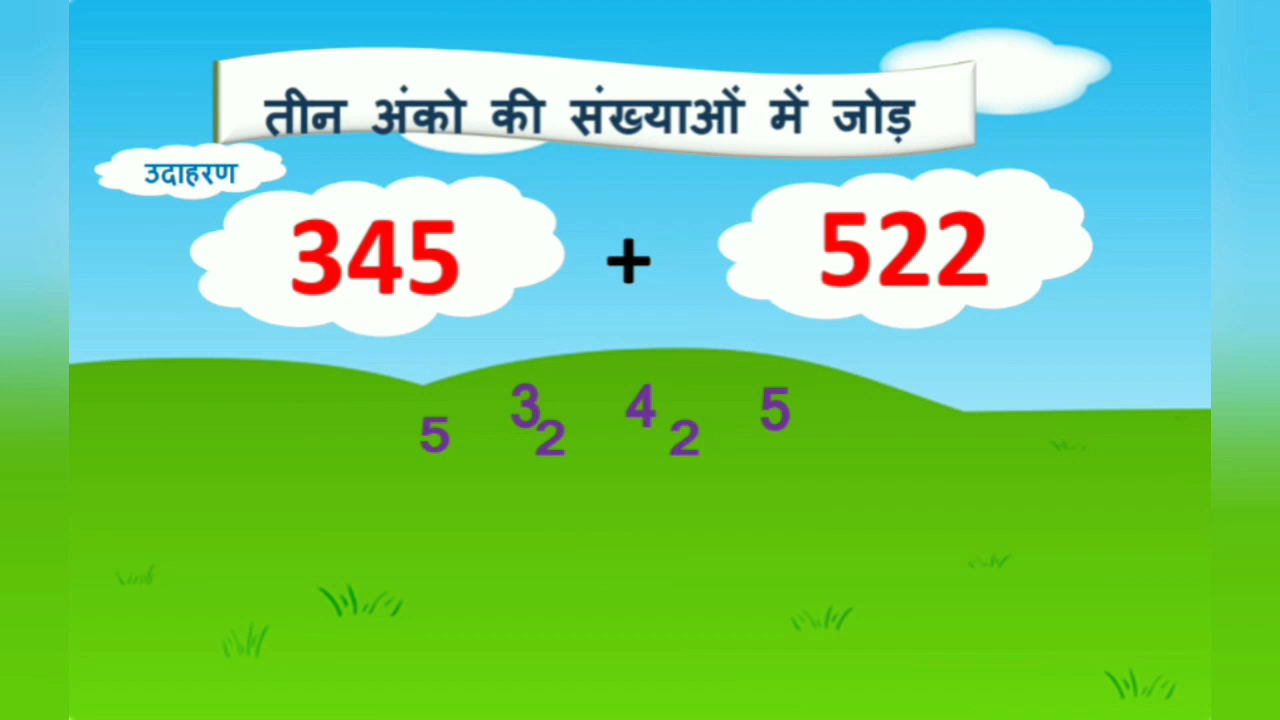 तीन अंको की संख्याओं में जोड़
उदाहरण
345 + 522
3 4 5
5 2 2